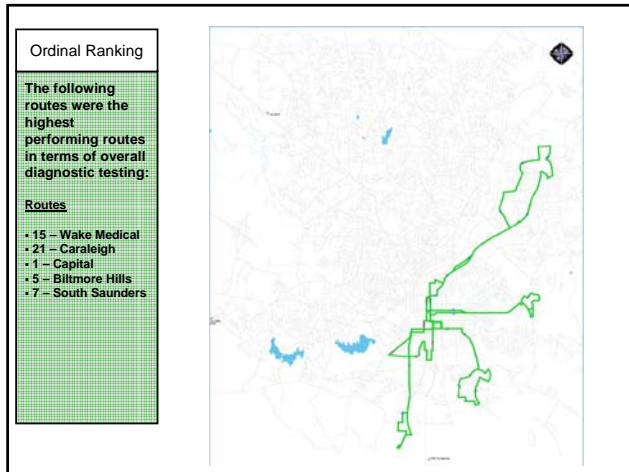 Ordinal Ranking
The following
routes were the
highest
performing routes
in terms of overall
diagnostic testing:
Routes
▪ 15 – Wake Medical
▪ 21 – Caraleigh
▪ 1 – Capital
▪ 5 – Biltmore Hills
▪ 7 – South Saunders